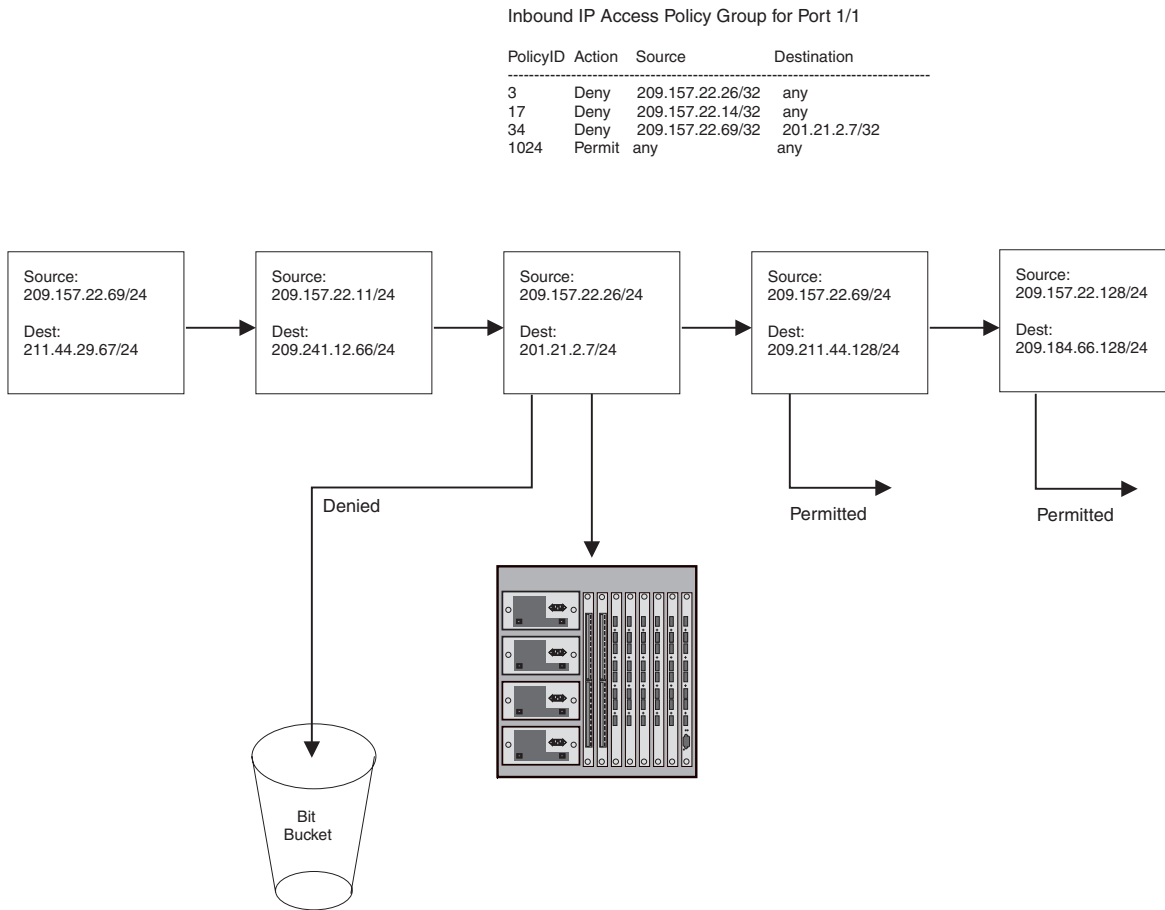 Inbound IP Access Policy Group for Port 1/1
PolicyID Action Source Destination
--------------------------------------------------------------------------------------
3 Deny 209.157.22.26/32 any
17 Deny 209.157.22.14/32 any
34 Deny 209.157.22.69/32 201.21.2.7/32
1024 Permit any any
Source:
209.157.22.69/24
Dest:
211.44.29.67/24
Source:
209.157.22.11/24
Dest:
209.241.12.66/24
Source:
209.157.22.26/24
Dest:
201.21.2.7/24
Source:
209.157.22.69/24
Dest:
209.211.44.128/24
Source:
209.157.22.128/24
Dest:
209.184.66.128/24
Denied
Permitted
Permitted
Bit
Bucket